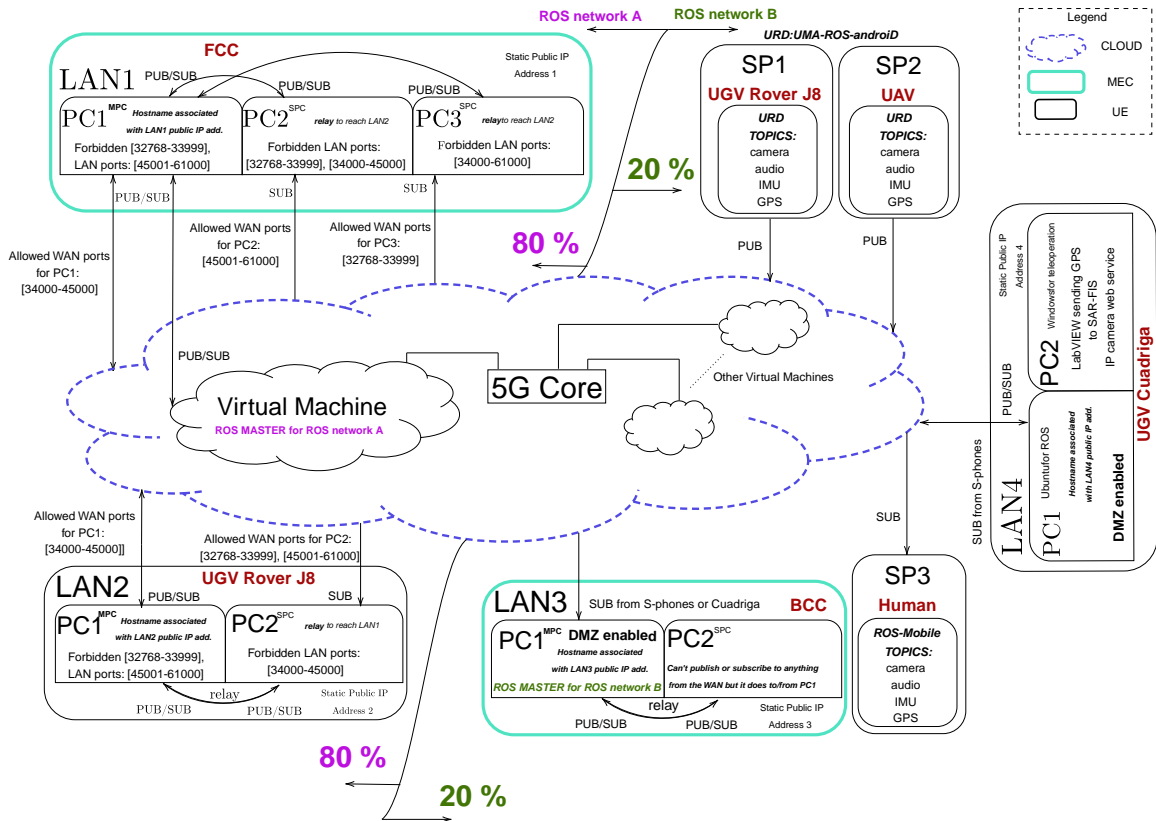 ROS network A
ROS network B
Legend
CLOUD
MEC
UE
FCC
Static Public IP
Address 1
LAN1
PUB/SUB
PUB/SUB
PUB/SUB
PC1 MPC
Hostname associated
with LAN1 public IP add.
Forbidden [32768-33999],
LAN ports: [45001-61000]
PC2 SPC
relay to reach LAN2
Forbidden LAN ports:
[32768-33999], [34000-45000]
PC3 SPC
relay to reach LAN2
Forbidden LAN ports:
[34000-61000]
PUB/SUB
SUB
SUB
Allowed WAN ports
for PC1:
[34000-45000]
Allowed WAN ports
for PC2:
[45001-61000]
Allowed WAN ports
for PC3:
[32768-33999]
20 %
80 %
URD:UMA-ROS-androiD
SP1
UGV Rover J8
URD
TOPICS:
camera
audio
IMU
GPS
PUB
SP2
UAV
URD
TOPICS:
camera
audio
IMU
GPS
PUB
PUB/SUB
Virtual Machine
ROS MASTER for ROS network A
5G Core
Other Virtual Machines
Static Public IP
Address 4
PUB/SUB
SUB from S-phones
LAN4
PC2
Windowsfor teleoperation
LabVIEW sending GPS
to SAR-FIS
IP camera web service
PC1
Ubuntufor ROS
Hostname associated
with LAN4 public IP add.
DMZ enabled
UGV Cuadriga
Allowed WAN ports
for PC1:
[34000-45000]]
Allowed WAN ports for PC2:
[32768-33999], [45001-61000]
LAN2
UGV Rover J8
PUB/SUB
SUB
PC1 MPC
Hostname associated
with LAN2 public IP add.
Forbidden [32768-33999],
LAN ports: [45001-61000]
PC2 SPC
relay to reach LAN1
Forbidden LAN ports:
[34000-45000]
relay
PUB/SUB
PUB/SUB
Static Public IP
Address 2
LAN3
SUB from S-phones or Cuadriga
BCC
PC1 MPC
DMZ enabled
Hostname associated
with LAN3 public IP add.
ROS MASTER for ROS network B
PC2 SPC
Can't publish or subscribe to anything
from the WAN but it does to/from PC1
relay
PUB/SUB
PUB/SUB
Static Public IP
Address 3
SUB
SP3
Human
ROS-Mobile
TOPICS:
camera
audio
IMU
GPS
80 %
20 %